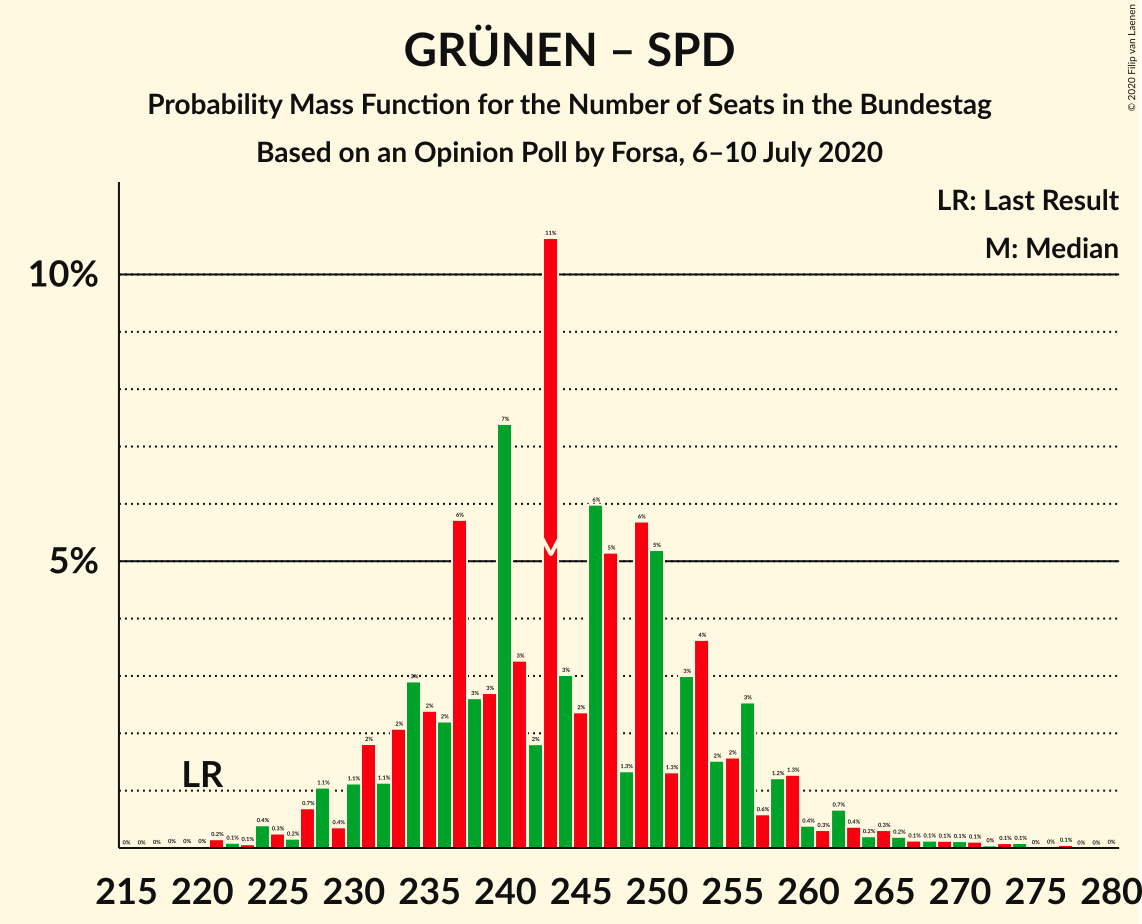 GRÜNEN – SPD
Probability Mass Function for the Number of Seats in the Bundestag
Based on an Opinion Poll by Forsa, 6–10 July 2020
© 2020 Filip van Laenen
LR: Last Result
M: Median
10%
5%
LR
M
0% 0% 0% 0% 0% 0% 0.2% 0.1% 0.1% 0.4% 0.3% 0.2% 0.7% 1.1% 0.4% 1.1% 2% 1.1% 2% 3% 2% 2% 6% 3% 3% 7% 3% 2% 11% 3% 2% 6% 5% 1.3% 6% 5% 1.3% 3% 4% 2% 2% 3% 0.6% 1.2% 1.3% 0.4% 0.3% 0.7% 0.4% 0.2% 0.3% 0.2% 0.1% 0.1% 0.1% 0.1% 0.1% 0% 0.1% 0.1% 0% 0% 0.1% 0% 0% 0%
215 220 225 230 235 240 245 250 255 260 265 270 275 280